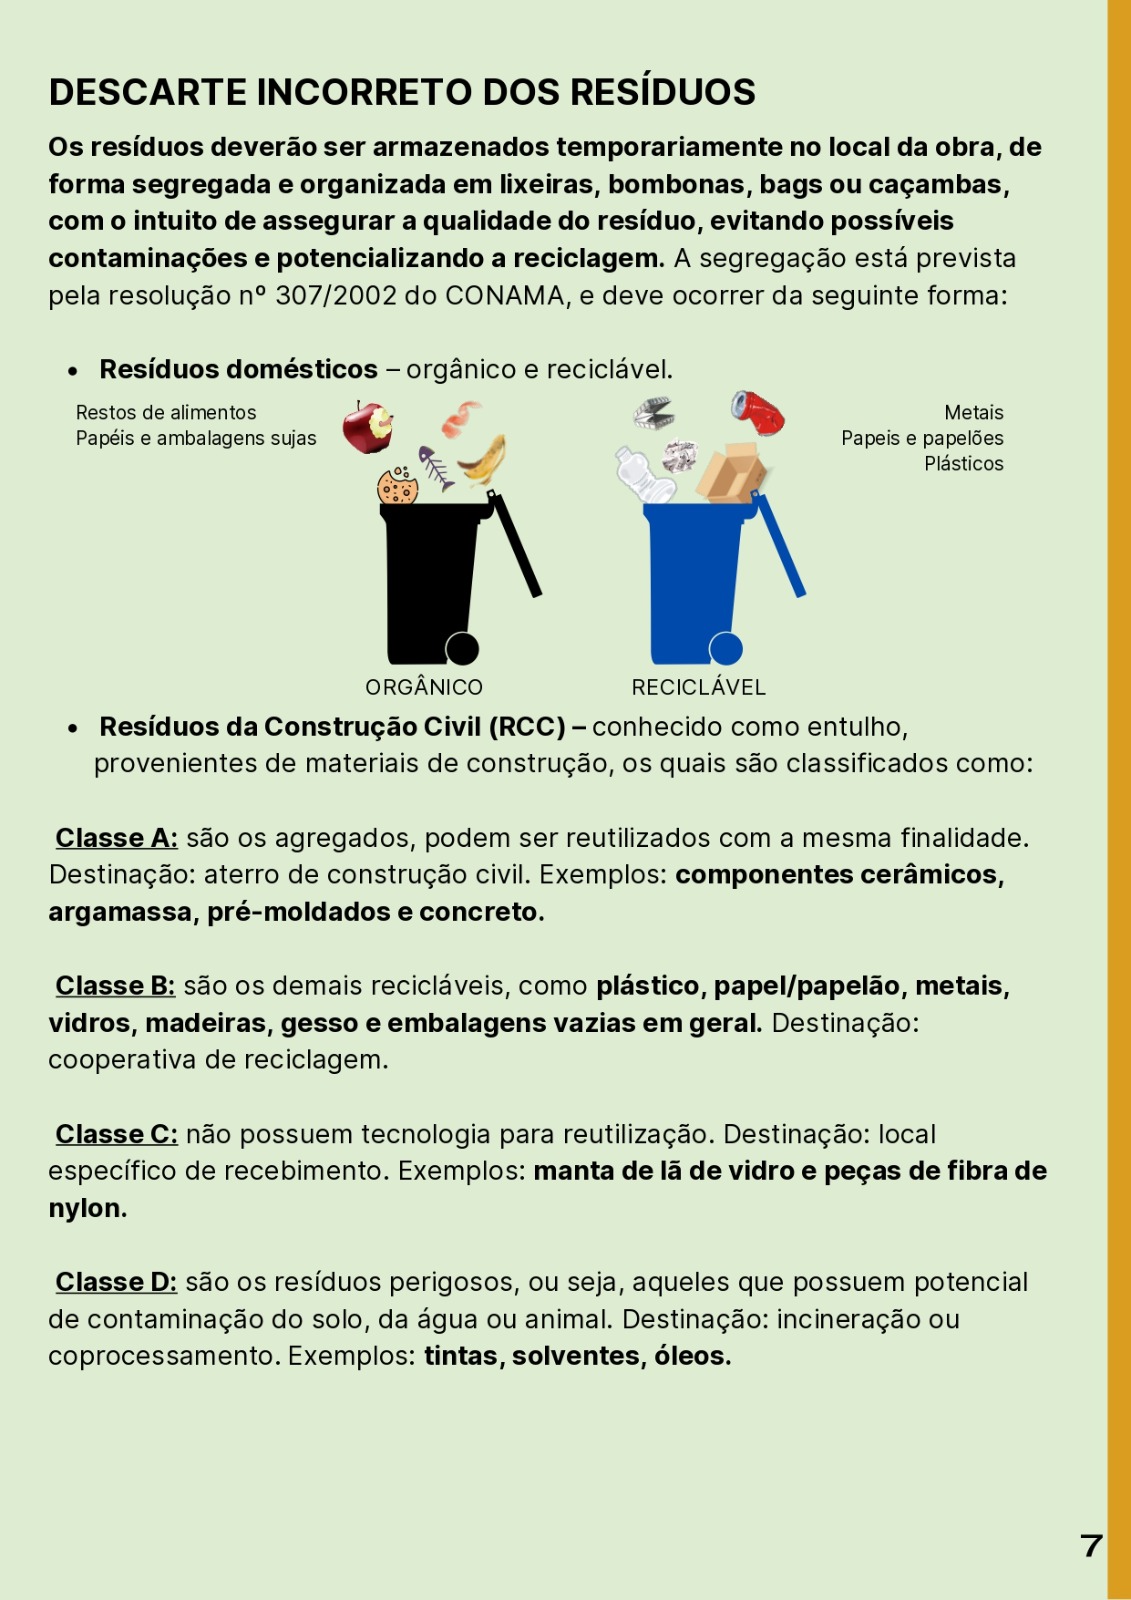 DESCARTE INCORRETO DOS RESÍDUOS
Os resíduos deverão ser armazenados temporariamente no local da obra, de
forma segregada e organizada em lixeiras, bombonas, bags ou caçambas,
com o intuito de assegurar a qualidade do resíduo, evitando possíveis
contaminações e potencializando a reciclagem. A segregação está prevista
pela resolução nº 307/2002 do CONAMA, e deve ocorrer da seguinte forma:
• Resíduos domésticos – orgânico e reciclável.
Restos de alimentos
Papéis e ambalagens sujas
Metais
Papeis e papelões
Plásticos
ORGÂNICO
RECICLÁVEL
• Resíduos da Construção Civil (RCC) – conhecido como entulho,
provenientes de materiais de construção, os quais são classificados como:
Classe A: são os agregados, podem ser reutilizados com a mesma finalidade.
Destinação: aterro de construção civil. Exemplos: componentes cerâmicos,
argamassa, pré-moldados e concreto.
Classe B: são os demais recicláveis, como plástico, papel/papelão, metais,
vidros, madeiras, gesso e embalagens vazias em geral. Destinação:
cooperativa de reciclagem.
Classe C: não possuem tecnologia para reutilização. Destinação: local
específico de recebimento. Exemplos: manta de lã de vidro e peças de fibra de
nylon.
Classe D: são os resíduos perigosos, ou seja, aqueles que possuem potencial
de contaminação do solo, da água ou animal. Destinação: incineração ou
coprocessamento. Exemplos: tintas, solventes, óleos.
7